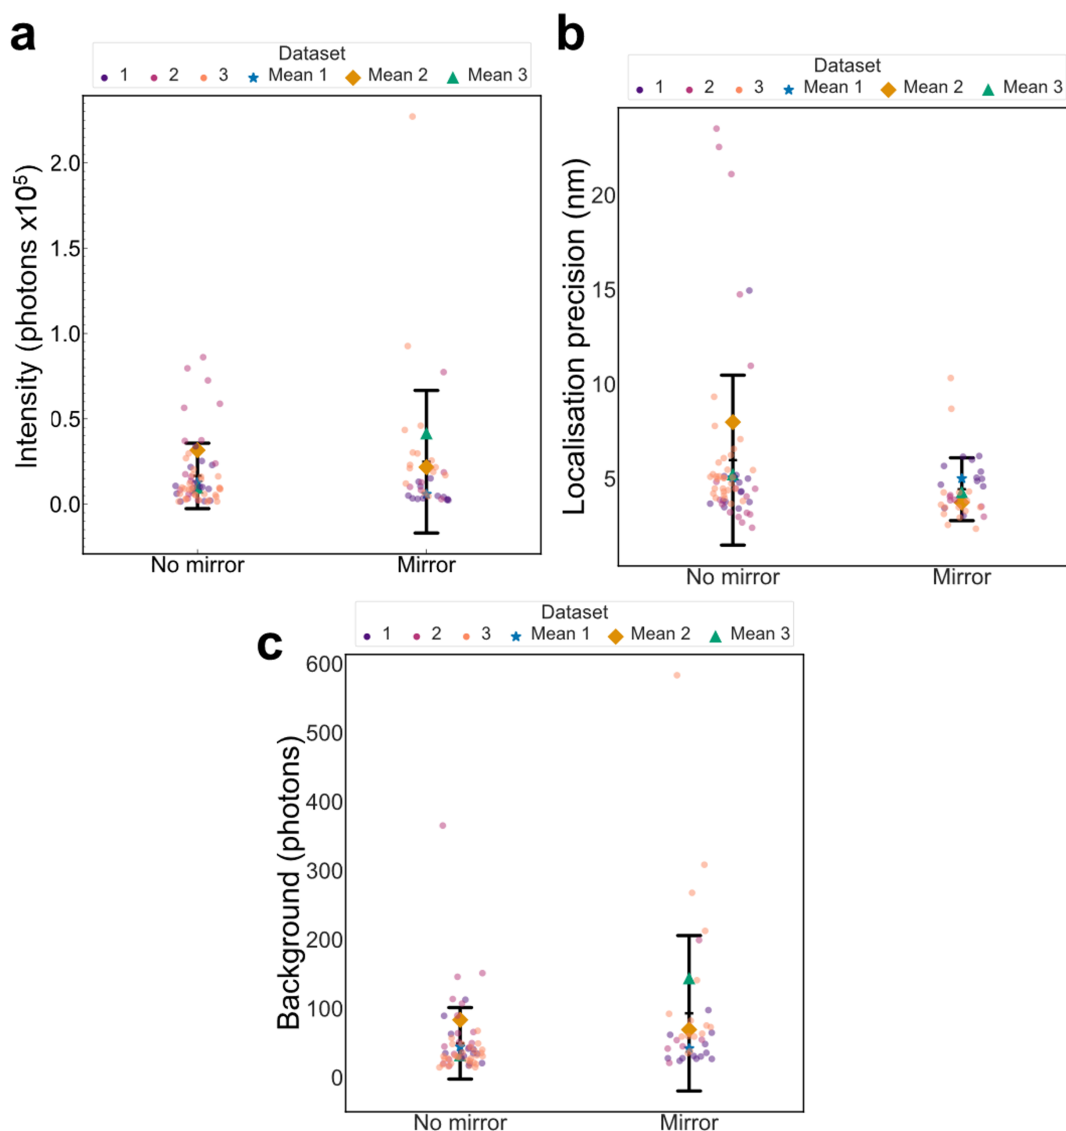 a
Dataset
1 2 3 Mean 1 Mean 2 Mean 3
Intensity (photons x10⁵)
2.0
1.5
1.0
0.5
0.0
No mirror Mirror
b
Dataset
1 2 3 Mean 1 Mean 2 Mean 3
Localisation precision (nm)
20
15
10
5
No mirror Mirror
c
Dataset
1 2 3 Mean 1 Mean 2 Mean 3
Background (photons)
600
500
400
300
200
100
0
No mirror Mirror